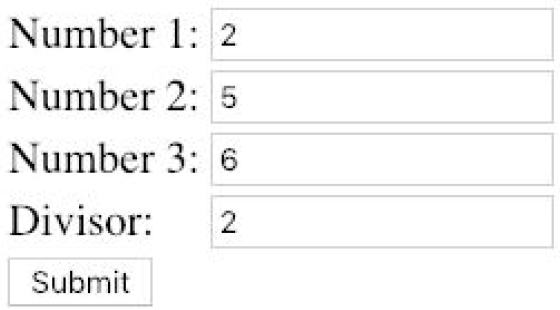 Number 1: 2
Number 2: 5
Number 3: 6
Divisor: 2
Submit